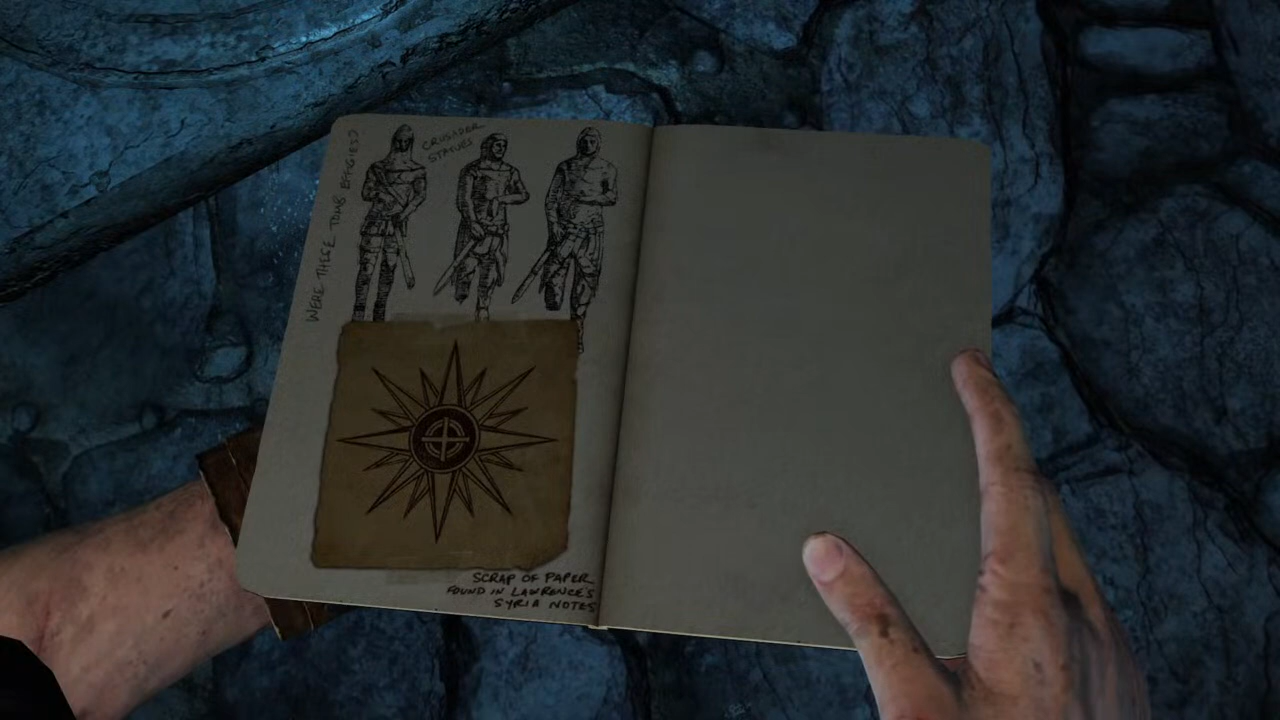 WERE THESE TOMB EFFIGIES?
CRUSADER
STATUES
SCRAP OF PAPER
FOUND IN LAWRENCE'S
SYRIA NOTES